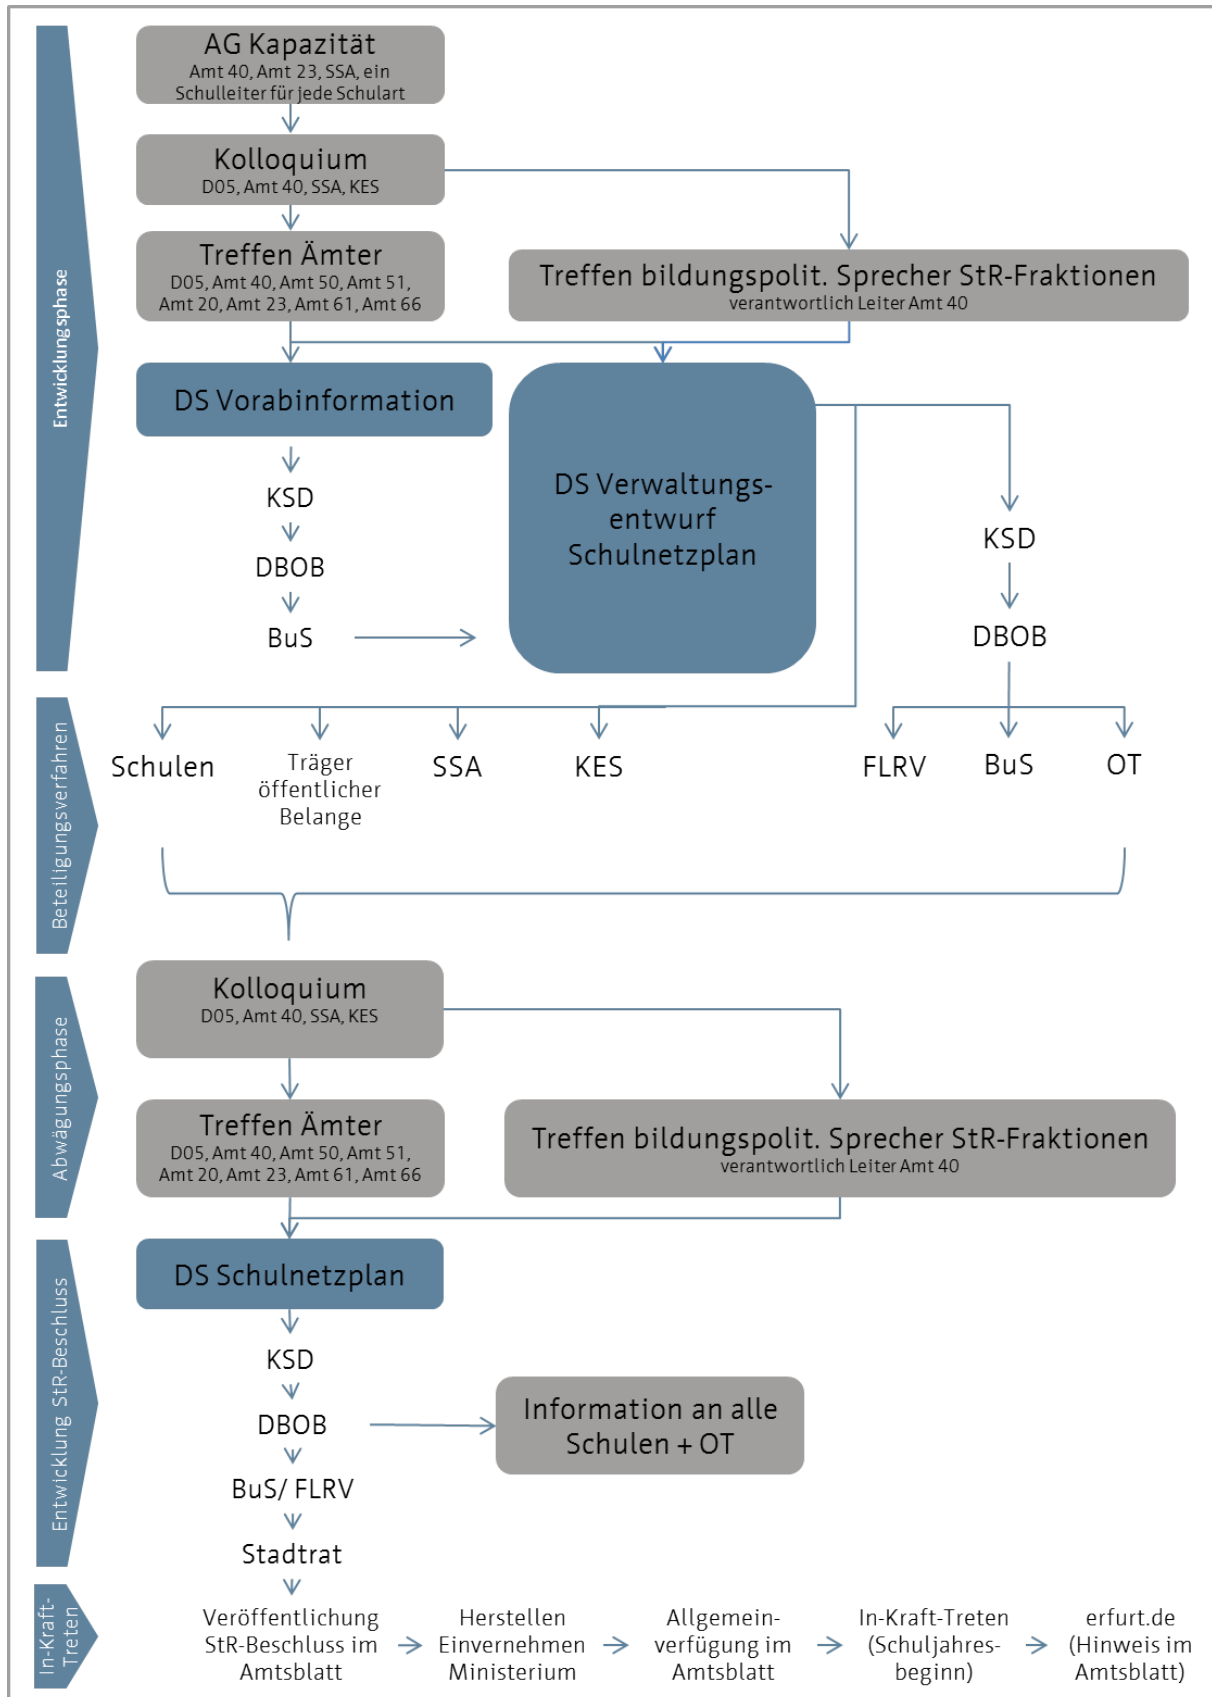 Entwicklungsphase
AG Kapazität
Amt 40, Amt 23, SSA, ein
Schulleiter für jede Schulart
Kolloquium
D05, Amt 40, SSA, KES
Treffen Ämter
D05, Amt 40, Amt 50, Amt 51,
Amt 20, Amt 23, Amt 61, Amt 66
Treffen bildungspolit. Sprecher StR-Fraktionen
verantwortlich Leiter Amt 40
DS Vorabinformation
KSD
DBOB
BuS
DS Verwaltungs-
entwurf
Schulnetzplan
KSD
DBOB
Beteiligungsverfahren
Schulen
Träger
öffentlicher
Belange
SSA
KES
FLRV
BuS
OT
Abwägungsphase
Kolloquium
D05, Amt 40, SSA, KES
Treffen Ämter
D05, Amt 40, Amt 50, Amt 51,
Amt 20, Amt 23, Amt 61, Amt 66
Treffen bildungspolit. Sprecher StR-Fraktionen
verantwortlich Leiter Amt 40
Entwicklung StR-Beschluss
DS Schulnetzplan
KSD
DBOB
Information an alle
Schulen + OT
BuS/ FLRV
Stadtrat
In-Kraft-
Treten
Veröffentlichung
StR-Beschluss im
Amtsblatt
Herstellen
Einvernehmen
Ministerium
Allgemein-
verfügung im
Amtsblatt
In-Kraft-Treten
(Schuljahres-
beginn)
erfurt.de
(Hinweis im
Amtsblatt)